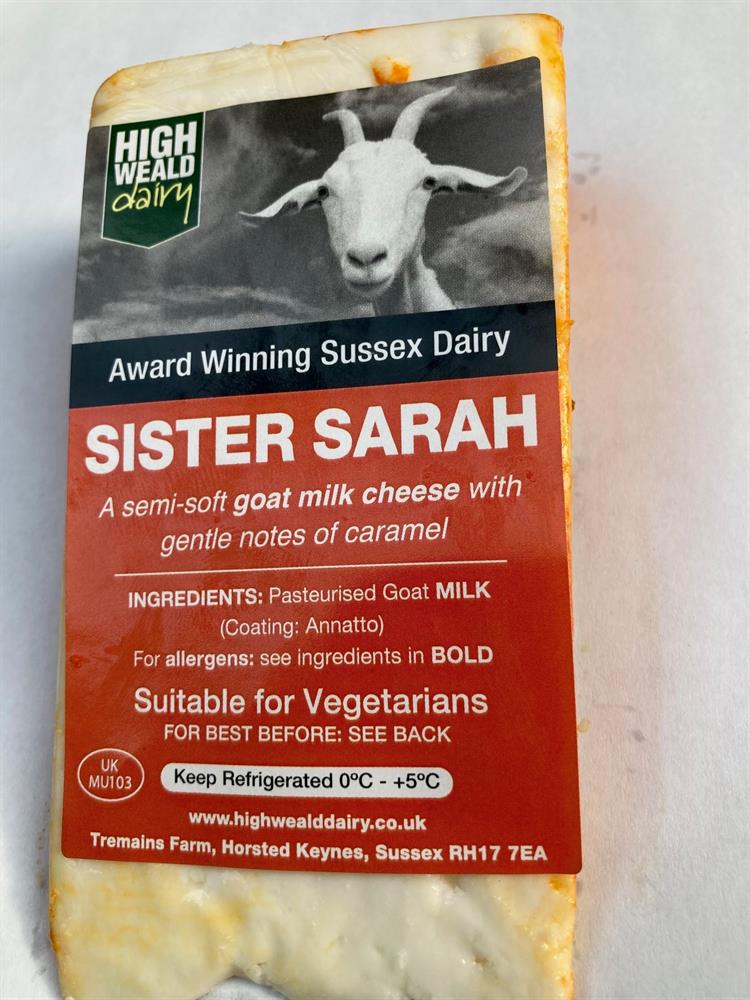 HIGH
WEALD
dairy
Award Winning Sussex Dairy
SISTER SARAH
A semi-soft goat milk cheese with
gentle notes of caramel
INGREDIENTS: Pasteurised Goat MILK
(Coating: Annatto)
For allergens: see ingredients in BOLD
Suitable for Vegetarians
FOR BEST BEFORE: SEE BACK
UK
MU103
Keep Refrigerated 0ºC - +5ºC
www.highwealddairy.co.uk
Tremains Farm, Horsted Keynes, Sussex RH17 7EA